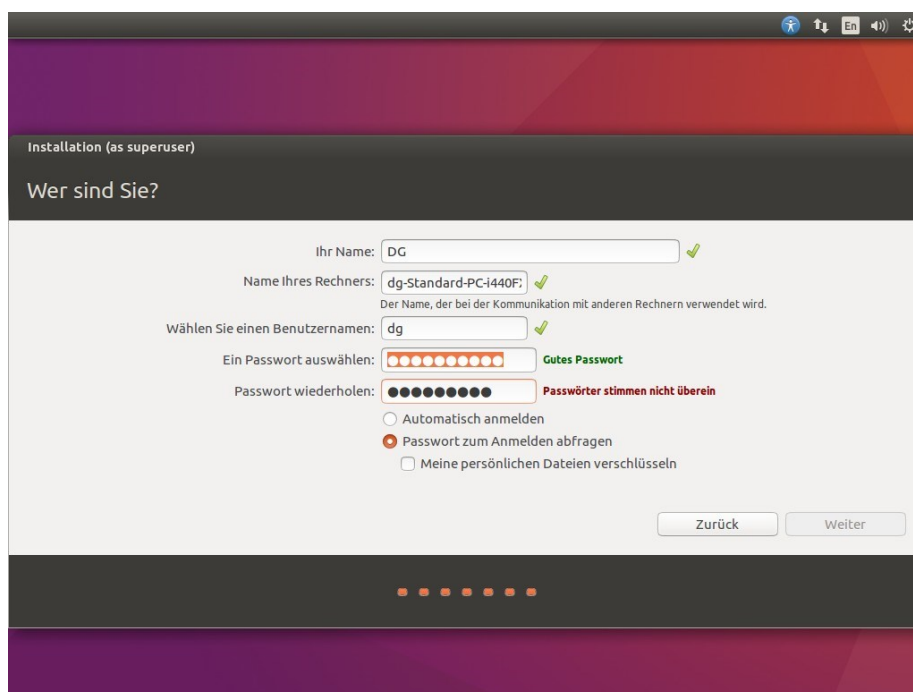 En
Installation (as superuser)
Wer sind Sie?
Ihr Name: DG
Name Ihres Rechners: dg-Standard-PC-i440F
Der Name, der bei der Kommunikation mit anderen Rechnern verwendet wird.
Wählen Sie einen Benutzernamen: dg
Ein Passwort auswählen: ●●●●●●●●●● Gutes Passwort
Passwort wiederholen: ●●●●●●●●● Passwörter stimmen nicht überein
Automatisch anmelden
Passwort zum Anmelden abfragen
Meine persönlichen Dateien verschlüsseln
Zurück Weiter